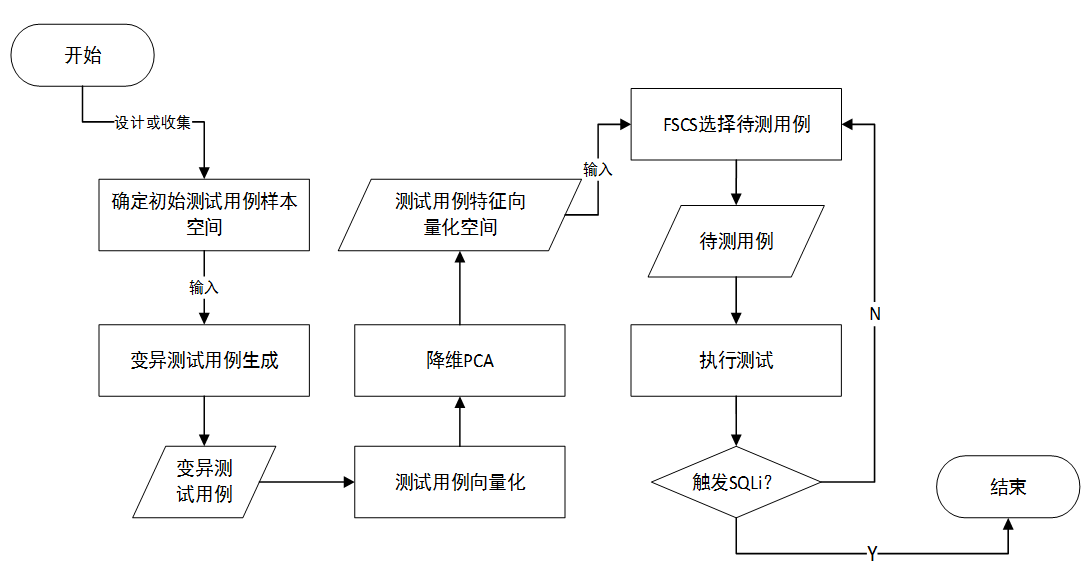 开始
设计或收集
确定初始测试用例样本
空间
输入
变异测试用例生成
变异测
试用例
测试用例向量化
降维PCA
测试用例特征向
量化空间
输入
FSCS选择待测用例
待测用例
执行测试
触发SQLi?
N
Y
结束